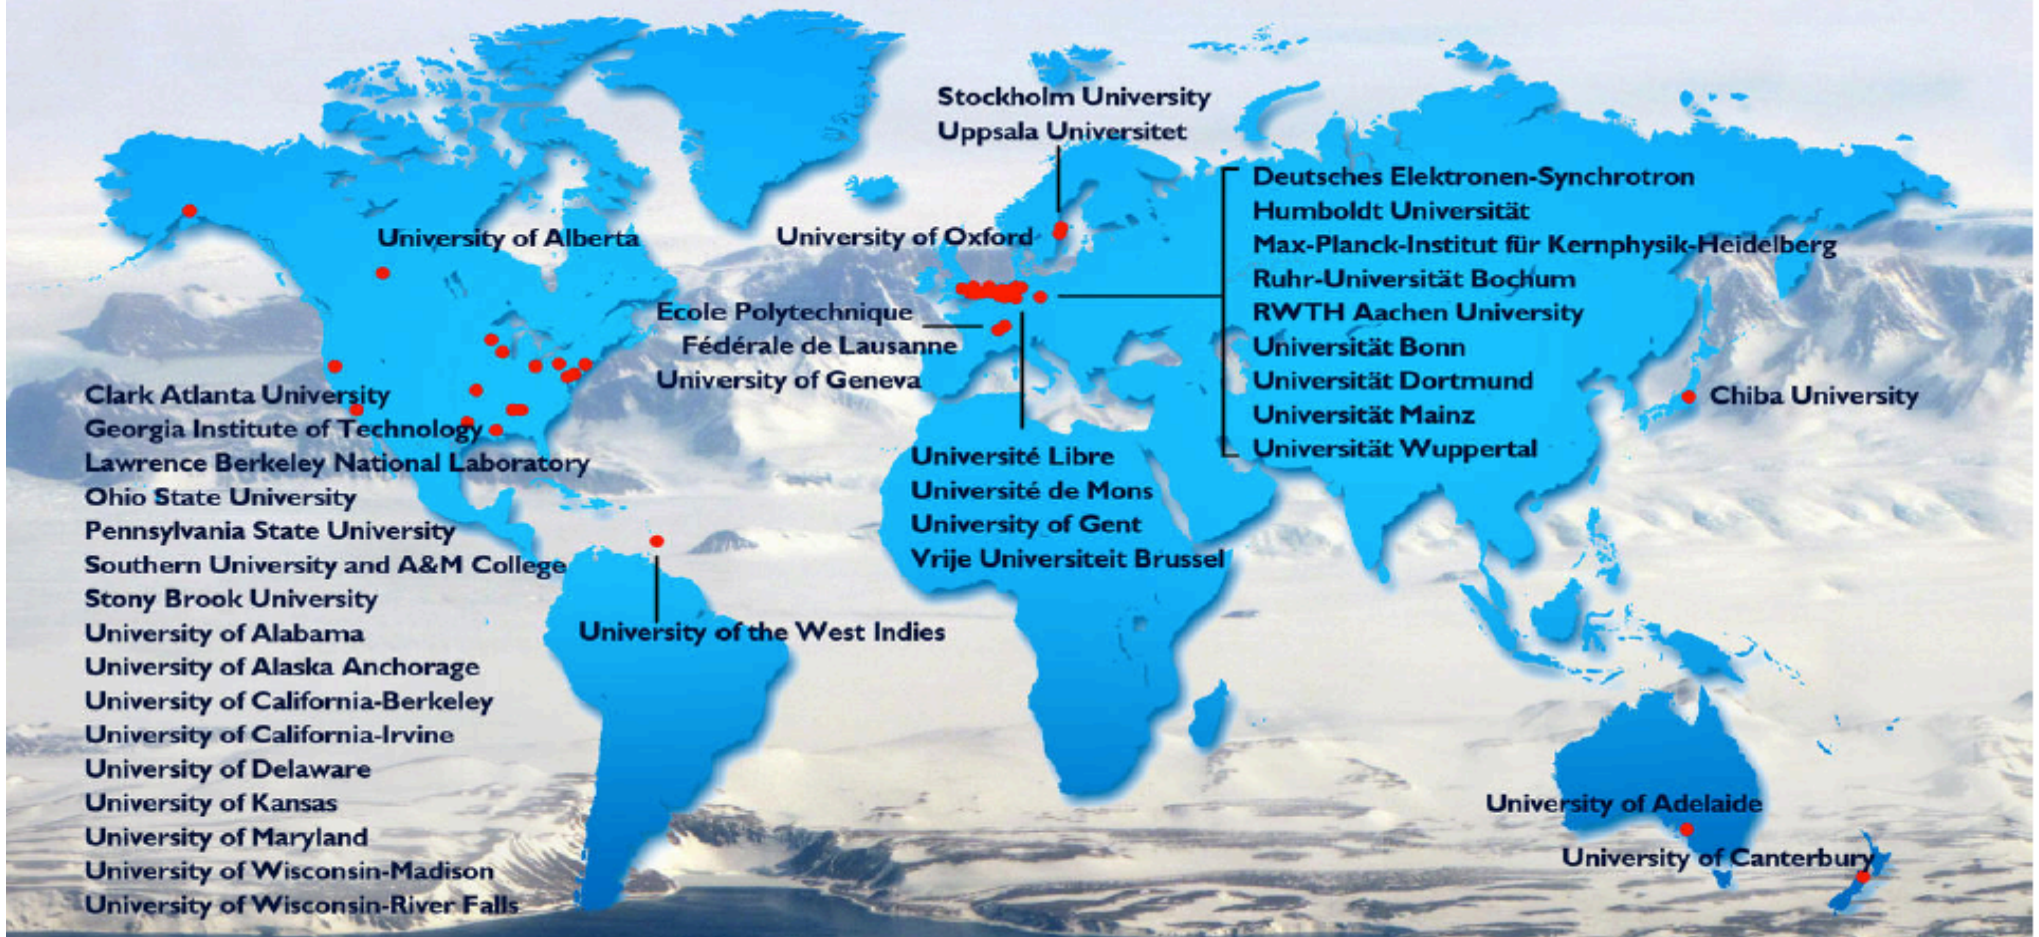 Stockholm University
Uppsala Universitet
Deutsches Elektronen-Synchrotron
Humboldt Universität
Max-Planck-Institut für Kernphysik-Heidelberg
Ruhr-Universität Bochum
RWTH Aachen University
Universität Bonn
Universität Dortmund
Universität Mainz
Universität Wuppertal
University of Alberta
University of Oxford
Ecole Polytechnique
Fédérale de Lausanne
University of Geneva
Chiba University
Clark Atlanta University
Georgia Institute of Technology
Lawrence Berkeley National Laboratory
Ohio State University
Pennsylvania State University
Southern University and A&M College
Stony Brook University
University of Alabama
University of Alaska Anchorage
University of California-Berkeley
University of California-Irvine
University of Delaware
University of Kansas
University of Maryland
University of Wisconsin-Madison
University of Wisconsin-River Falls
Université Libre
Université de Mons
University of Gent
Vrije Universiteit Brussel
University of the West Indies
University of Adelaide
University of Canterbury